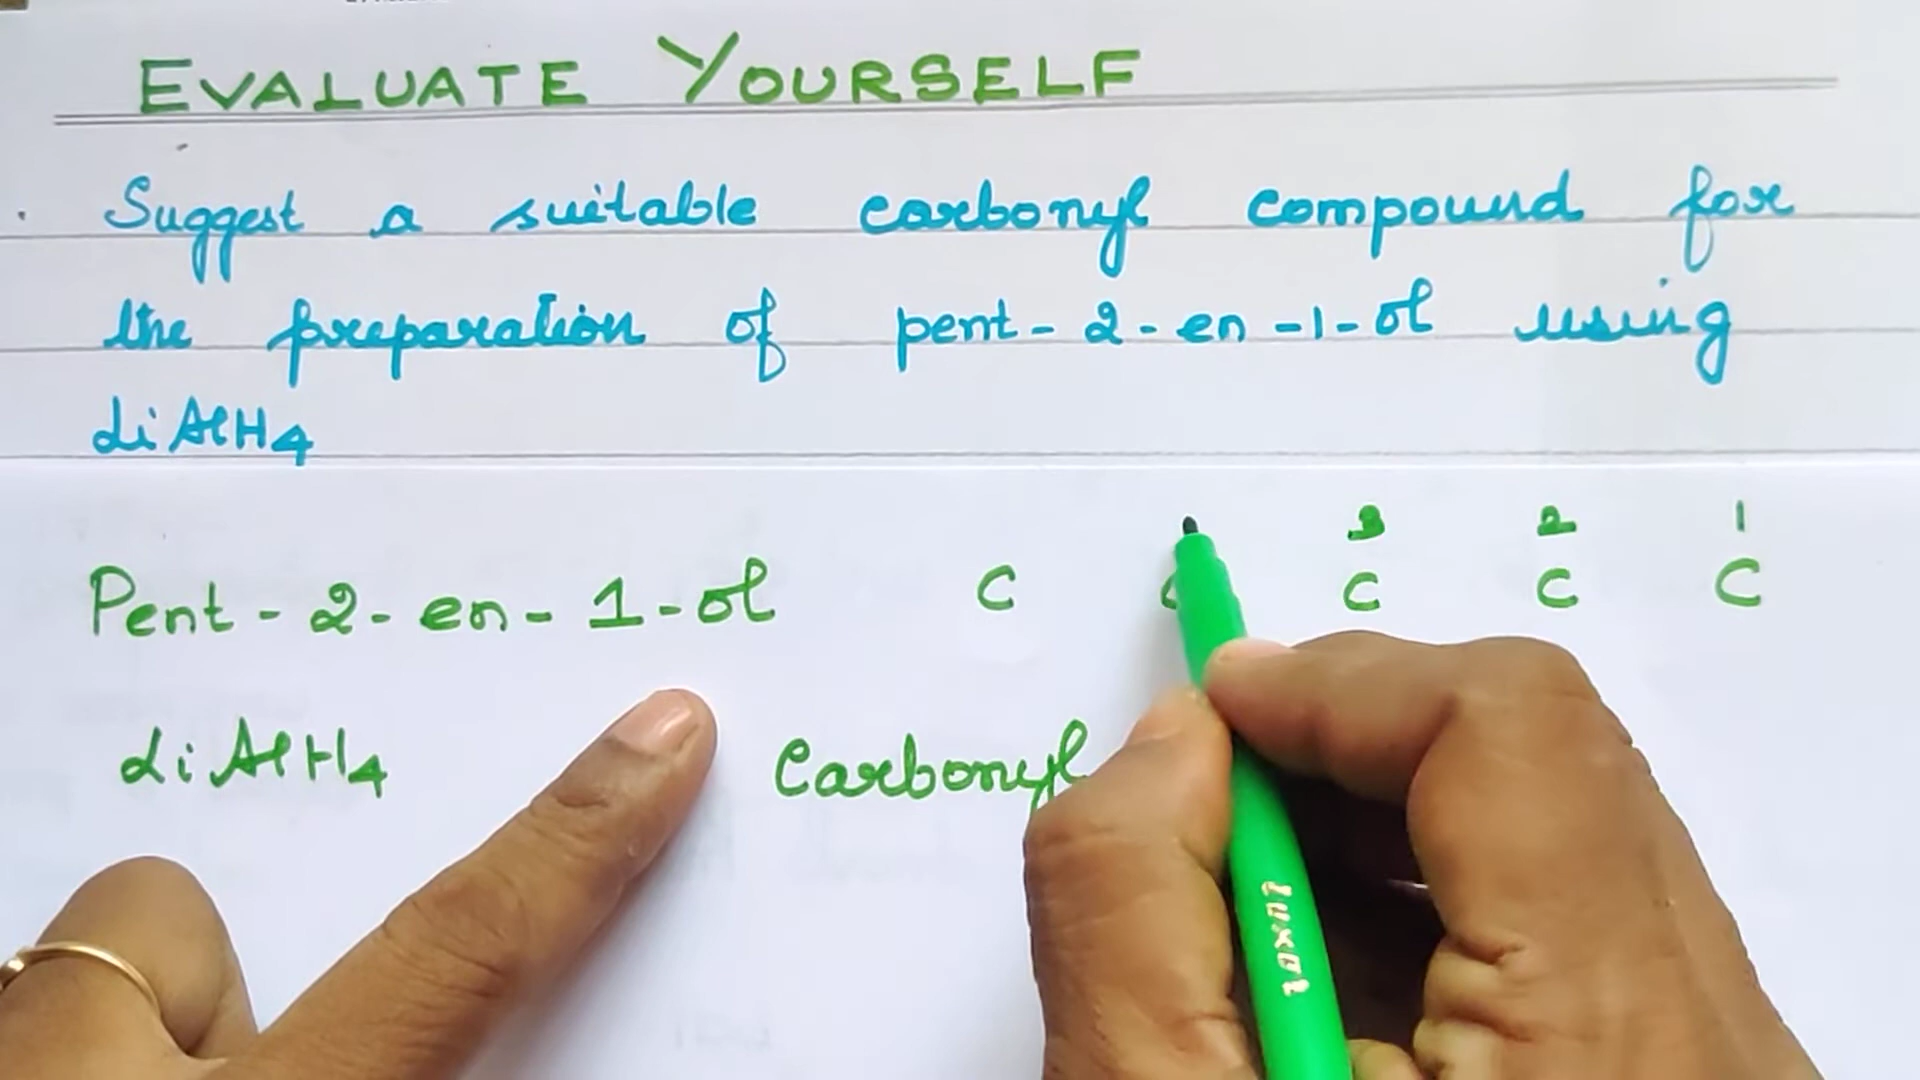 EVALUATE YOURSELF
Suggest a suitable carbonyl compound for
the preparation of pent-2-en-1-ol using
LiAlH4
3 2 1
Pent-2-en-1-ol C C C C C
LiAlH4 Carbonyl
LUXOR